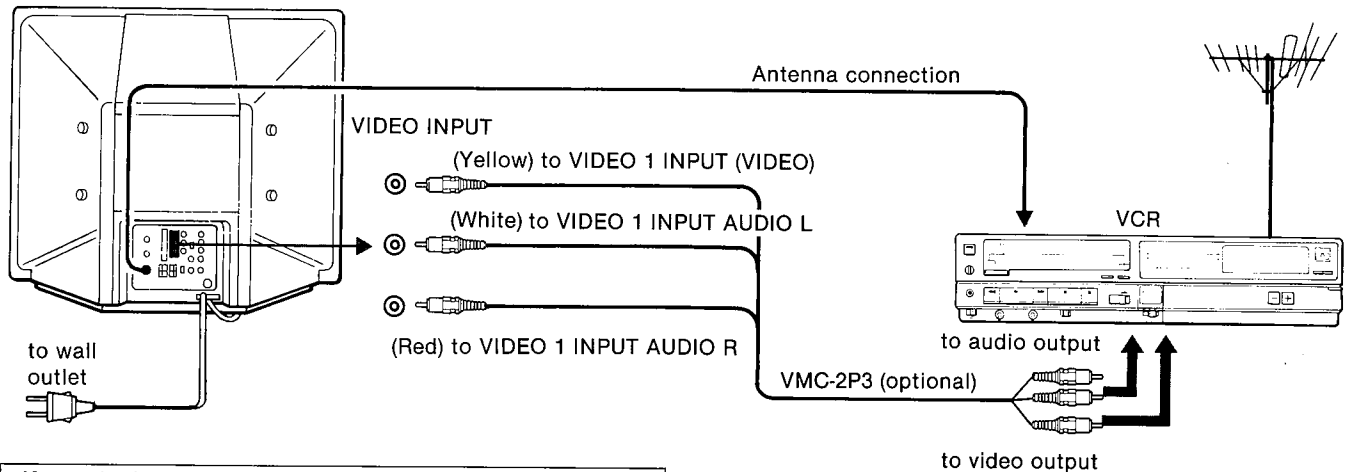 Antenna connection
VIDEO INPUT
(Yellow) to VIDEO 1 INPUT (VIDEO)
(White) to VIDEO 1 INPUT AUDIO L
VCR
(Red) to VIDEO 1 INPUT AUDIO R
to wall
outlet
to audio output
VMC-2P3 (optional)
to video output